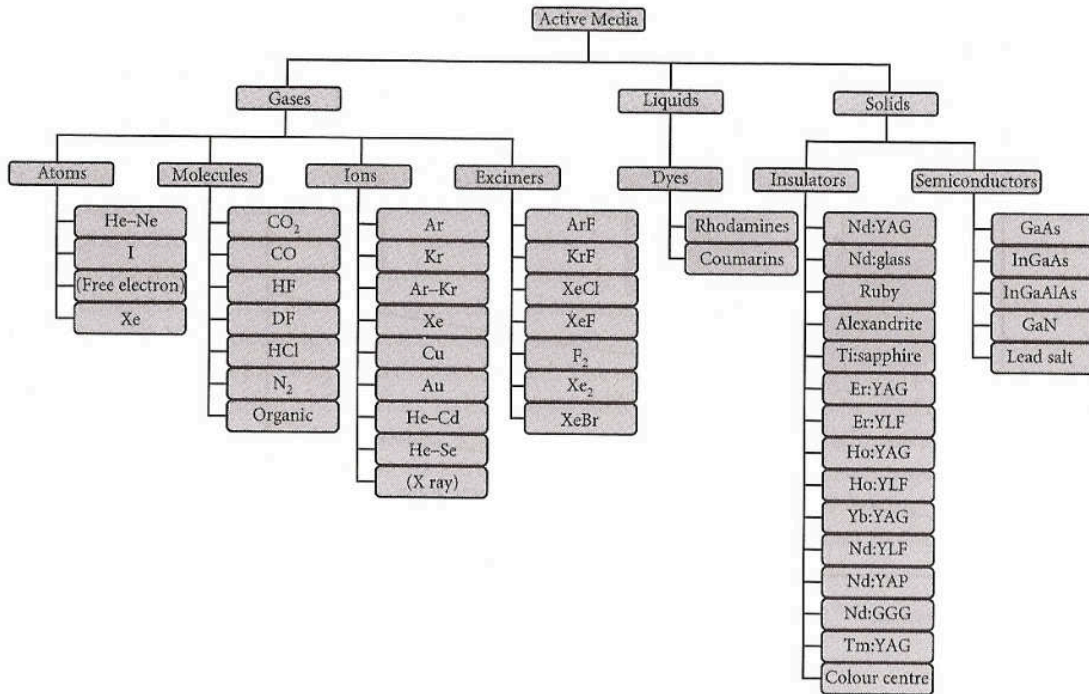 Active Media
Gases
Liquids
Solids
Atoms
Molecules
Ions
Excimers
Dyes
Insulators
Semiconductors
He–Ne
I
(Free electron)
Xe
CO₂
CO
HF
DF
HCl
N₂
Organic
Ar
Kr
Ar–Kr
Xe
Cu
Au
He–Cd
He–Se
(X ray)
ArF
KrF
XeCl
XeF
F₂
Xe₂
XeBr
Rhodamines
Coumarins
Nd:YAG
Nd:glass
Ruby
Alexandrite
Ti:sapphire
Er:YAG
Er:YLF
Ho:YAG
Ho:YLF
Yb:YAG
Nd:YLF
Nd:YAP
Nd:GGG
Tm:YAG
Colour centre
GaAs
InGaAs
InGaAlAs
GaN
Lead salt